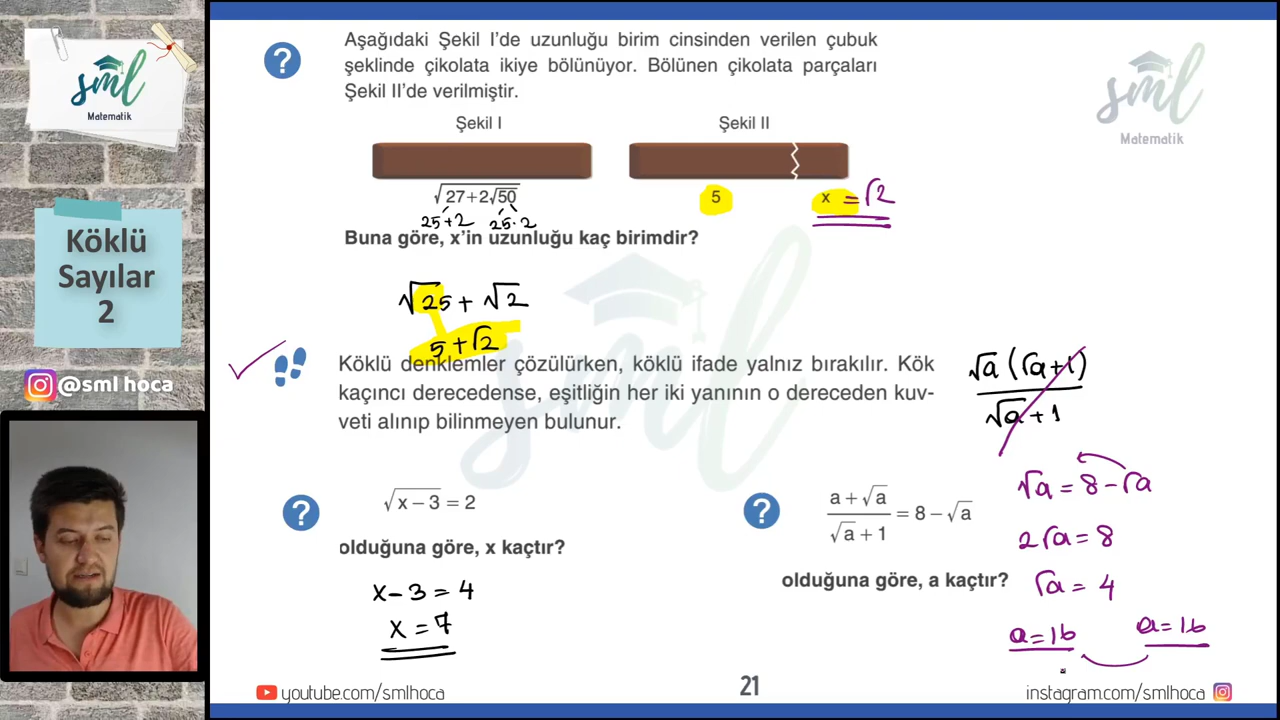 sml
Matematik
Köklü
Sayılar
2
@sml hoca
Aşağıdaki Şekil I'de uzunluğu birim cinsinden verilen çubuk
şeklinde çikolata ikiye bölünüyor. Bölünen çikolata parçaları
Şekil II'de verilmiştir.
Şekil I
Şekil II
√(27+2√50)
5
x = √2
25+2
25·2
Buna göre, x'in uzunluğu kaç birimdir?
√25 + √2
5 + √2
Köklü denklemler çözülürken, köklü ifade yalnız bırakılır. Kök
kaçıncı derecedense, eşitliğin her iki yanının o dereceden kuv-
veti alınıp bilinmeyen bulunur.
√(x − 3) = 2
olduğuna göre, x kaçtır?
x − 3 = 4
x = 7
(a + √a)/(√a + 1) = 8 − √a
olduğuna göre, a kaçtır?
√a (√a+1)
√a + 1
√a = 8 − √a
2√a = 8
√a = 4
a = 16
a = 16
sml
Matematik
sml
youtube.com/smlhoca
21
instagram.com/smlhoca